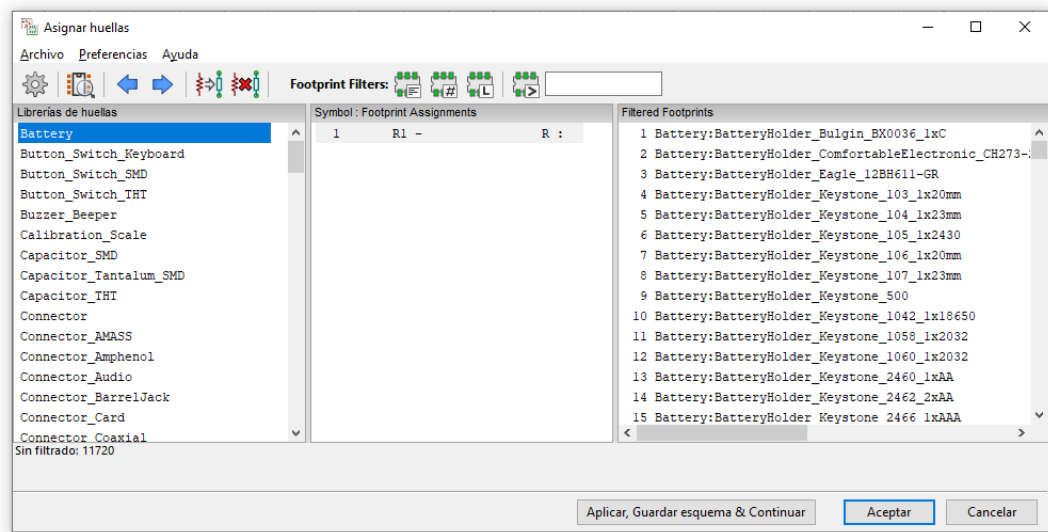 Asignar huellas
Archivo Preferencias Ayuda
Footprint Filters:
Librerías de huellas
Battery
Button_Switch_Keyboard
Button_Switch_SMD
Button_Switch_THT
Buzzer_Beeper
Calibration_Scale
Capacitor_SMD
Capacitor_Tantalum_SMD
Capacitor_THT
Connector
Connector_AMASS
Connector_Amphenol
Connector_Audio
Connector_BarrelJack
Connector_Card
Connector_Coaxial
Symbol : Footprint Assignments
1 R1 - R :
Filtered Footprints
1 Battery:BatteryHolder_Bulgin_BX0036_1xC
2 Battery:BatteryHolder_ComfortableElectronic_CH273-
3 Battery:BatteryHolder_Eagle_12BH611-GR
4 Battery:BatteryHolder_Keystone_103_1x20mm
5 Battery:BatteryHolder_Keystone_104_1x23mm
6 Battery:BatteryHolder_Keystone_105_1x2430
7 Battery:BatteryHolder_Keystone_106_1x20mm
8 Battery:BatteryHolder_Keystone_107_1x23mm
9 Battery:BatteryHolder_Keystone_500
10 Battery:BatteryHolder_Keystone_1042_1x18650
11 Battery:BatteryHolder_Keystone_1058_1x2032
12 Battery:BatteryHolder_Keystone_1060_1x2032
13 Battery:BatteryHolder_Keystone_2460_1xAA
14 Battery:BatteryHolder_Keystone_2462_2xAA
15 Battery:BatteryHolder_Keystone_2466_1xAAA
Sin filtrado: 11720
Aplicar, Guardar esquema & Continuar Aceptar Cancelar